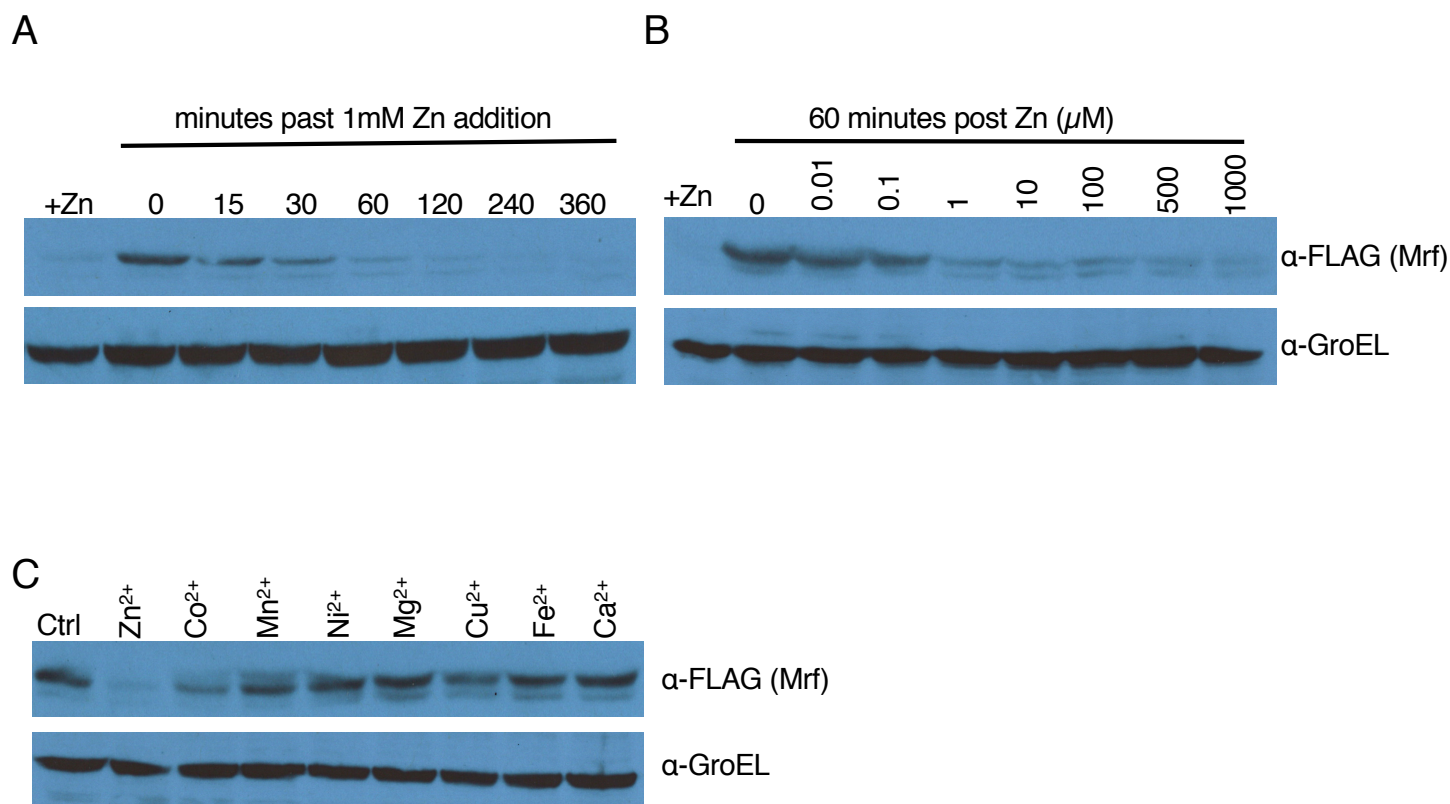 A
minutes past 1mM Zn addition
+Zn 0 15 30 60 120 240 360
B
60 minutes post Zn (µM)
+Zn 0 0.01 0.1 1 10 100 500 1000
α-FLAG (Mrf)
α-GroEL
C
Ctrl Zn²⁺ Co²⁺ Mn²⁺ Ni²⁺ Mg²⁺ Cu²⁺ Fe²⁺ Ca²⁺
α-FLAG (Mrf)
α-GroEL